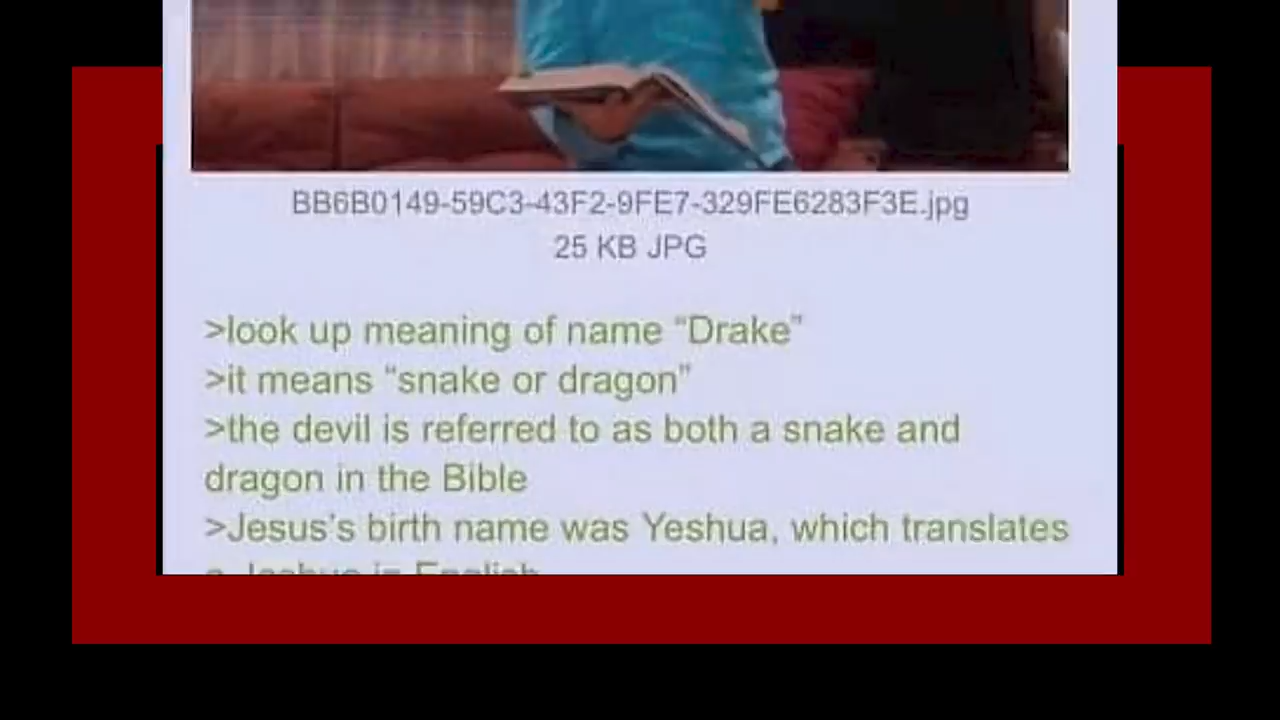 BB6B0149-59C3-43F2-9FE7-329FE6283F3E.jpg
25 KB JPG
>look up meaning of name “Drake”
>it means “snake or dragon”
>the devil is referred to as both a snake and
dragon in the Bible
>Jesus’s birth name was Yeshua, which translates
in English